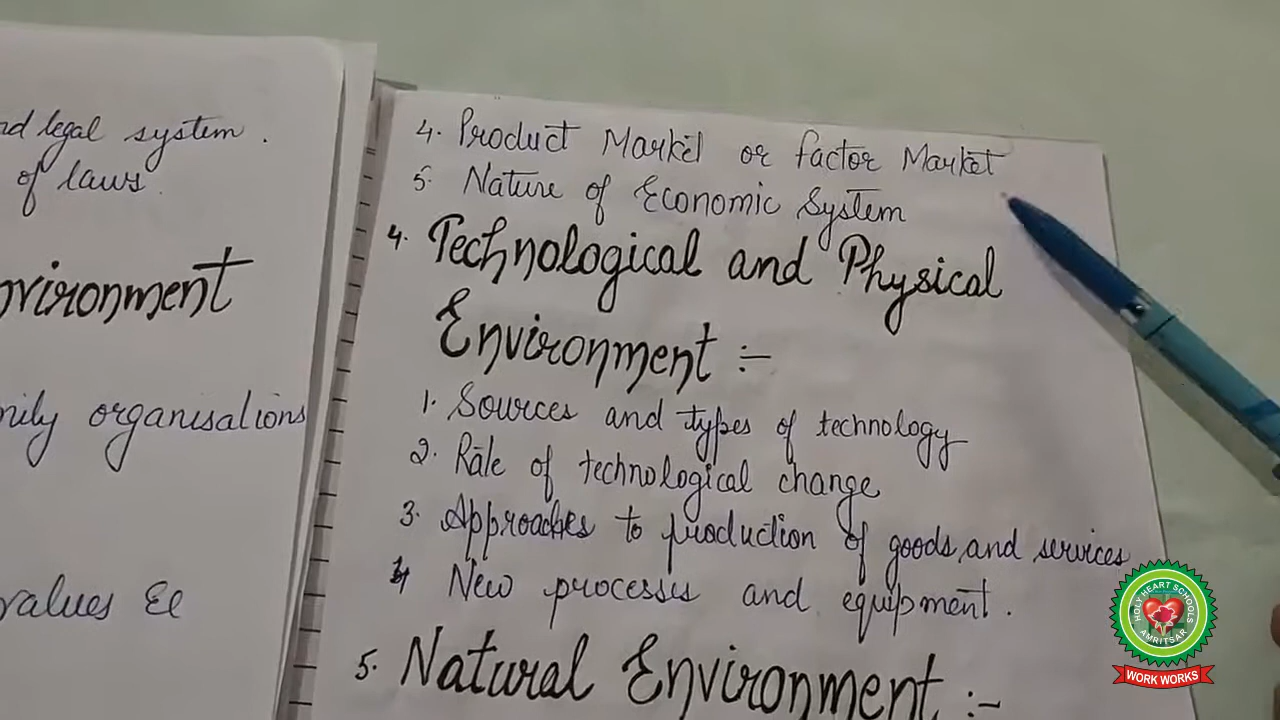 nd legal system.
of laws.
nvironment
mily organisations
values &
4. Product Market or factor Market
5. Nature of Economic System
4. Technological and Physical
Environment :-
1. Sources and types of technology
2. Rate of technological change
3. Approaches to production of goods and services
4 New processes and equipment.
5. Natural Environment :-
HOLY HEART SCHOOLS
AMRITSAR
WORK WORKS